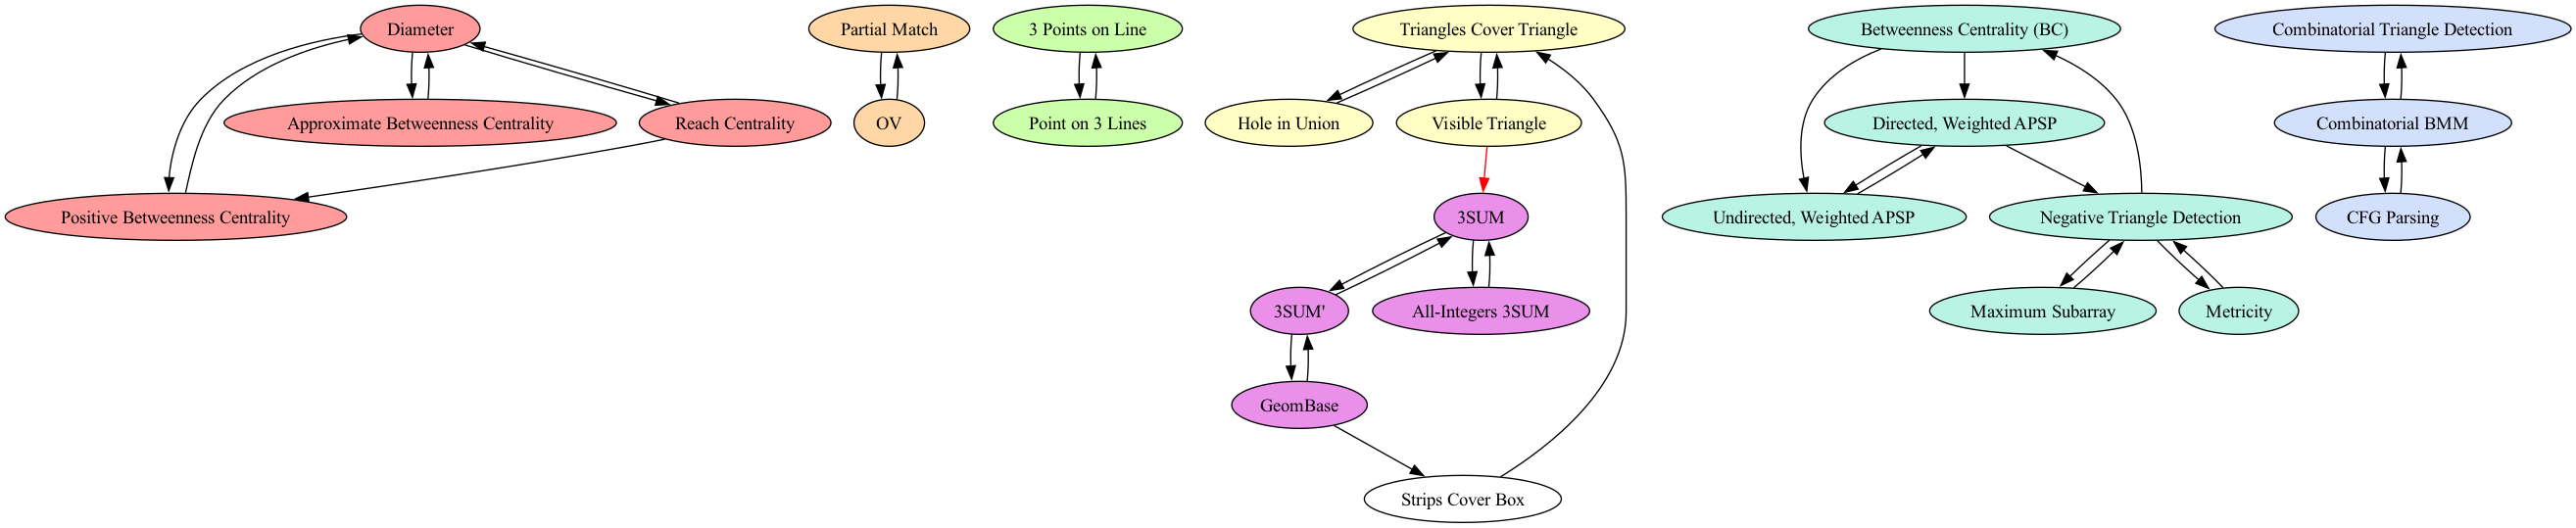 Diameter
Partial Match
3 Points on Line
Triangles Cover Triangle
Betweenness Centrality (BC)
Combinatorial Triangle Detection
Approximate Betweenness Centrality
Reach Centrality
OV
Point on 3 Lines
Hole in Union
Visible Triangle
Directed, Weighted APSP
Combinatorial BMM
Positive Betweenness Centrality
3SUM
Undirected, Weighted APSP
Negative Triangle Detection
CFG Parsing
3SUM'
All-Integers 3SUM
Maximum Subarray
Metricity
GeomBase
Strips Cover Box